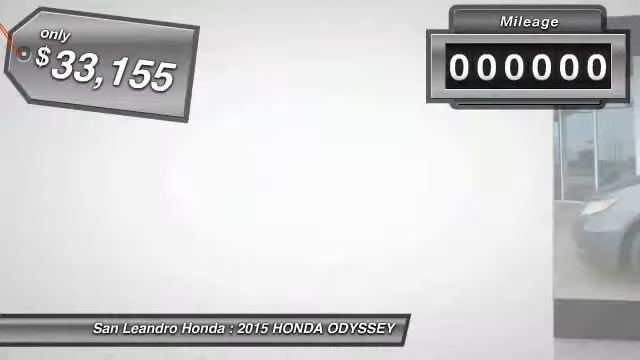 only
$33,155
Mileage
000000
San Leandro Honda : 2015 HONDA ODYSSEY